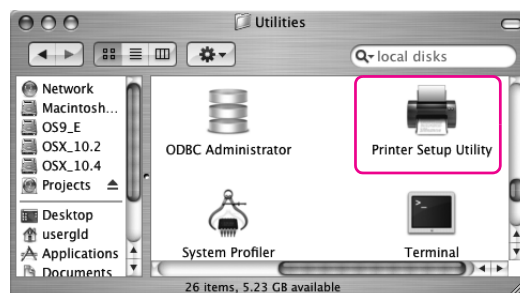 Utilities
local disks
Network
Macintosh...
OS9_E
OSX_10.2
OSX_10.4
Projects
Desktop
usergld
Applications
Documents
ODBC Administrator
Printer Setup Utility
System Profiler
Terminal
26 items, 5.23 GB available